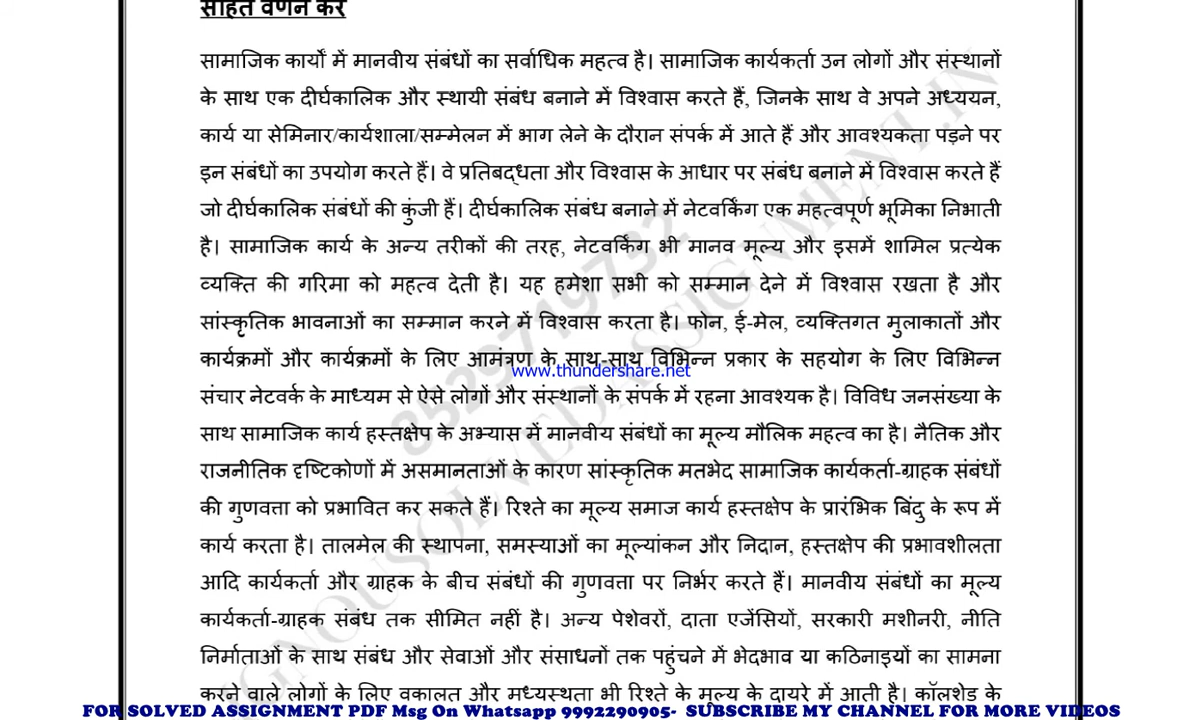 सहित वर्णन करें
सामाजिक कार्यों में मानवीय संबंधों का सर्वाधिक महत्व है। सामाजिक कार्यकर्ता उन लोगों और संस्थानों
के साथ एक दीर्घकालिक और स्थायी संबंध बनाने में विश्वास करते हैं, जिनके साथ वे अपने अध्ययन,
कार्य या सेमिनार/कार्यशाला/सम्मेलन में भाग लेने के दौरान संपर्क में आते हैं और आवश्यकता पड़ने पर
इन संबंधों का उपयोग करते हैं। वे प्रतिबद्धता और विश्वास के आधार पर संबंध बनाने में विश्वास करते हैं
जो दीर्घकालिक संबंधों की कुंजी हैं। दीर्घकालिक संबंध बनाने में नेटवर्किंग एक महत्वपूर्ण भूमिका निभाती
है। सामाजिक कार्य के अन्य तरीकों की तरह, नेटवर्किंग भी मानव मूल्य और इसमें शामिल प्रत्येक
व्यक्ति की गरिमा को महत्व देती है। यह हमेशा सभी को सम्मान देने में विश्वास रखता है और
सांस्कृतिक भावनाओं का सम्मान करने में विश्वास करता है। फोन, ई-मेल, व्यक्तिगत मुलाकातों और
कार्यक्रमों और कार्यक्रमों के लिए आमंत्रण के साथ-साथ विभिन्न प्रकार के सहयोग के लिए विभिन्न
www.thundershare.net
संचार नेटवर्क के माध्यम से ऐसे लोगों और संस्थानों के संपर्क में रहना आवश्यक है। विविध जनसंख्या के
साथ सामाजिक कार्य हस्तक्षेप के अभ्यास में मानवीय संबंधों का मूल्य मौलिक महत्व का है। नैतिक और
राजनीतिक दृष्टिकोणों में असमानताओं के कारण सांस्कृतिक मतभेद सामाजिक कार्यकर्ता-ग्राहक संबंधों
की गुणवत्ता को प्रभावित कर सकते हैं। रिश्ते का मूल्य समाज कार्य हस्तक्षेप के प्रारंभिक बिंदु के रूप में
कार्य करता है। तालमेल की स्थापना, समस्याओं का मूल्यांकन और निदान, हस्तक्षेप की प्रभावशीलता
आदि कार्यकर्ता और ग्राहक के बीच संबंधों की गुणवत्ता पर निर्भर करते हैं। मानवीय संबंधों का मूल्य
कार्यकर्ता-ग्राहक संबंध तक सीमित नहीं है। अन्य पेशेवरों, दाता एजेंसियों, सरकारी मशीनरी, नीति
निर्माताओं के साथ संबंध और सेवाओं और संसाधनों तक पहुंचने में भेदभाव या कठिनाइयों का सामना
करने वाले लोगों के लिए वकालत और मध्यस्थता भी रिश्ते के मूल्य के दायरे में आती है। कॉलशेड के
8529719732
IGNOUSOLVEDASSIGNMENT.IN
FOR SOLVED ASSIGNMENT PDF Msg On Whatsapp 9992290905- SUBSCRIBE MY CHANNEL FOR MORE VIDEOS